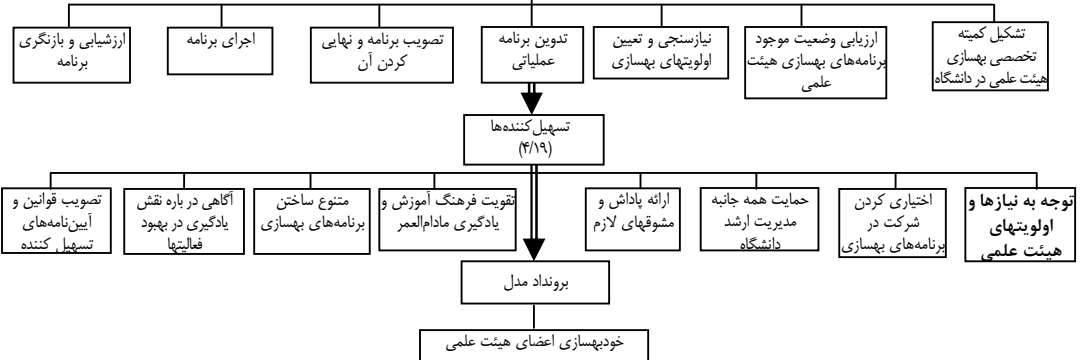 تشکیل کمیته
تخصصی بهسازی
هیئت علمی در دانشگاه
ارزیابی وضعیت موجود
برنامه‌های بهسازی هیئت
علمی
نیازسنجی و تعیین
اولویتهای بهسازی
تدوین برنامه
عملیاتی
تصویب برنامه و نهایی
کردن آن
اجرای برنامه
ارزشیابی و بازنگری
برنامه
تسهیل‌کننده‌ها
(۴/۱۹)
توجه به نیازها و
اولویتهای
هیئت علمی
اختیاری کردن
شرکت در
برنامه‌های بهسازی
حمایت همه جانبه
مدیریت ارشد
دانشگاه
ارائه پاداش و
مشوقهای لازم
تقویت فرهنگ آموزش و
یادگیری مادام‌العمر
متنوع ساختن
برنامه‌های بهسازی
آگاهی در باره نقش
یادگیری در بهبود
فعالیتها
تصویب قوانین و
آیین‌نامه‌های
تسهیل کننده
برونداد مدل
خودبهسازی اعضای هیئت علمی